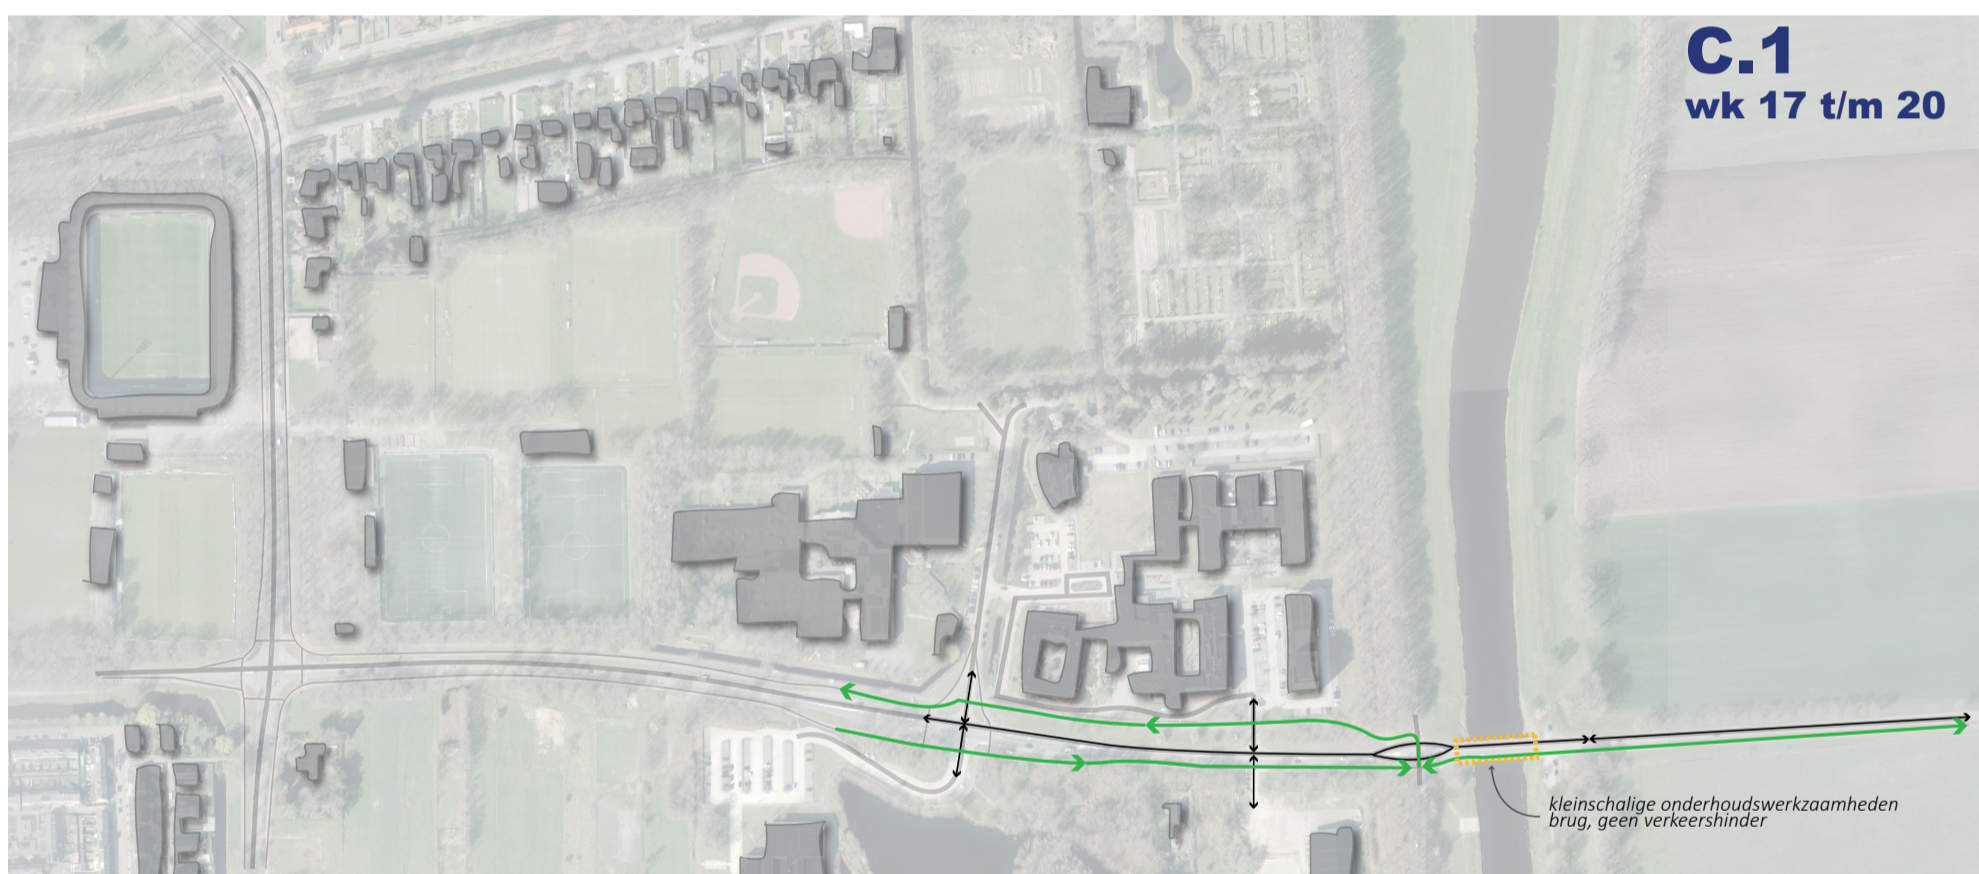 C.1
wk 17 t/m 20
kleinschalige onderhoudswerkzaamheden
brug, geen verkeershinder